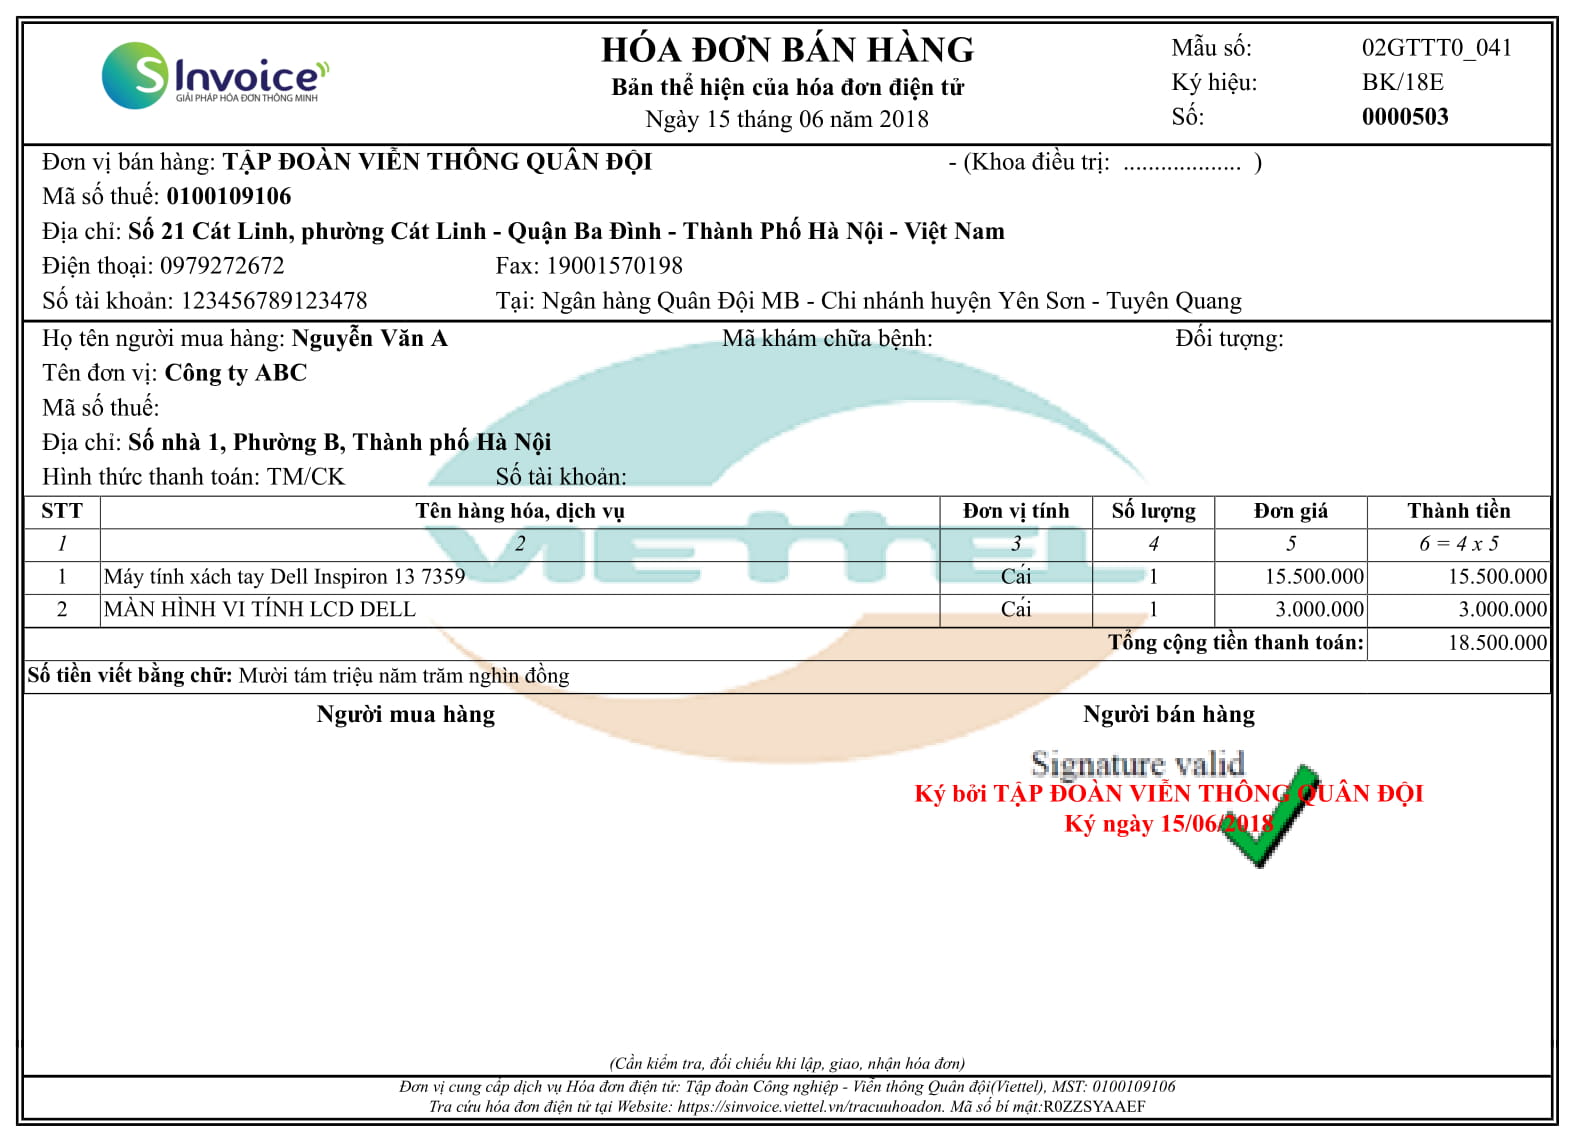 S Invoice
GIẢI PHÁP HÓA ĐƠN THÔNG MINH
HÓA ĐƠN BÁN HÀNG
Bản thể hiện của hóa đơn điện tử
Ngày 15 tháng 06 năm 2018
Mẫu số: 02GTTT0_041
Ký hiệu: BK/18E
Số: 0000503
Đơn vị bán hàng: TẬP ĐOÀN VIỄN THÔNG QUÂN ĐỘI - (Khoa điều trị: ................... )
Mã số thuế: 0100109106
Địa chỉ: Số 21 Cát Linh, phường Cát Linh - Quận Ba Đình - Thành Phố Hà Nội - Việt Nam
Điện thoại: 0979272672 Fax: 19001570198
Số tài khoản: 123456789123478 Tại: Ngân hàng Quân Đội MB - Chi nhánh huyện Yên Sơn - Tuyên Quang
Họ tên người mua hàng: Nguyễn Văn A Mã khám chữa bệnh: Đối tượng:
Tên đơn vị: Công ty ABC
Mã số thuế:
Địa chỉ: Số nhà 1, Phường B, Thành phố Hà Nội
Hình thức thanh toán: TM/CK Số tài khoản:
STT Tên hàng hóa, dịch vụ Đơn vị tính Số lượng Đơn giá Thành tiền
1 2 3 4 5 6 = 4 x 5
VIETTEL
1 Máy tính xách tay Dell Inspiron 13 7359 Cái 1 15.500.000 15.500.000
2 MÀN HÌNH VI TÍNH LCD DELL Cái 1 3.000.000 3.000.000
Tổng cộng tiền thanh toán: 18.500.000
Số tiền viết bằng chữ: Mười tám triệu năm trăm nghìn đồng
Người mua hàng Người bán hàng
Signature valid
Ký bởi TẬP ĐOÀN VIỄN THÔNG QUÂN ĐỘI
Ký ngày 15/06/2018
(Cần kiểm tra, đối chiếu khi lập, giao, nhận hóa đơn)
Đơn vị cung cấp dịch vụ Hóa đơn điện tử: Tập đoàn Công nghiệp - Viễn thông Quân đội(Viettel), MST: 0100109106
Tra cứu hóa đơn điện tử tại Website: https://sinvoice.viettel.vn/tracuuhoadon. Mã số bí mật:R0ZZSYAAEF